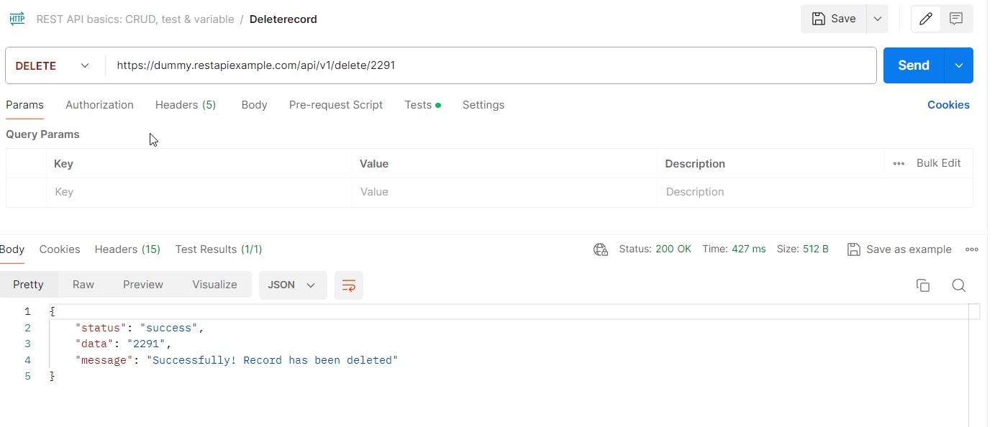 HTTP REST API basics: CRUD, test & variable / Deleterecord Save
DELETE https://dummy.restapiexample.com/api/v1/delete/2291 Send
Params Authorization Headers (5) Body Pre-request Script Tests Settings Cookies
Query Params
Key Value Description Bulk Edit
Key Value Description
Body Cookies Headers (15) Test Results (1/1) Status: 200 OK Time: 427 ms Size: 512 B Save as example
Pretty Raw Preview Visualize JSON
1 {
2 "status": "success",
3 "data": "2291",
4 "message": "Successfully! Record has been deleted"
5 }